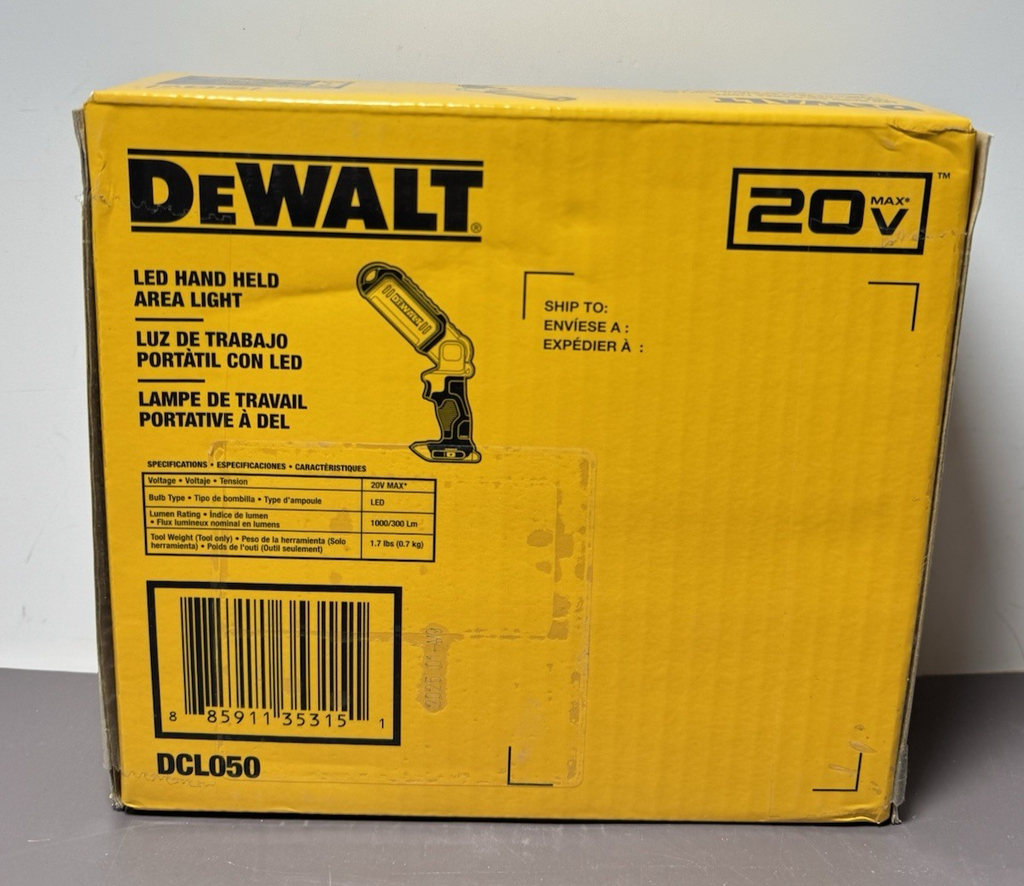 DEWALT
DEWALT®
20V MAX* ™
LED HAND HELD
AREA LIGHT
LUZ DE TRABAJO
PORTÀTIL CON LED
LAMPE DE TRAVAIL
PORTATIVE À DEL
DEWALT
SHIP TO:
ENVÍESE A :
EXPÉDIER À :
SPECIFICATIONS • ESPECIFICACIONES • CARACTÉRISTIQUES
Voltage • Voltaje • Tension 20V MAX*
Bulb Type • Tipo de bombilla • Type d'ampoule LED
Lumen Rating • Índice de lumen
• Flux lumineux nominal en lumens 1000/300 Lm
Tool Weight (Tool only) • Peso de la herramienta (Solo
herramienta) • Poids de l'outi (Outil seulement) 1.7 lbs (0.7 kg)
8 85911 35315 1
DCL050